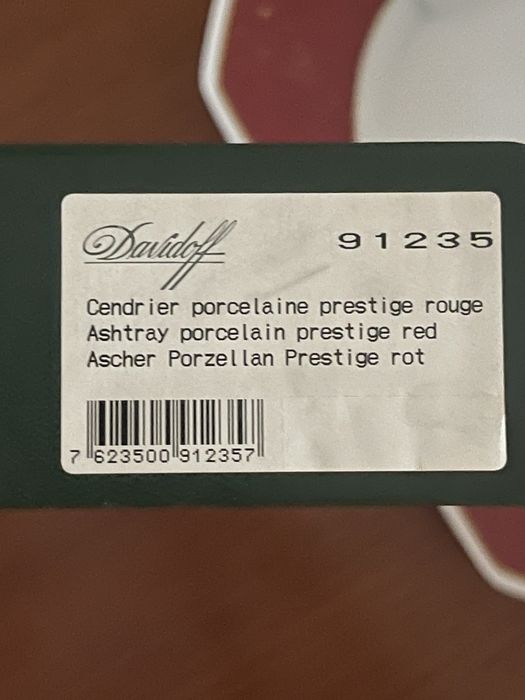 Davidoff
91235
Cendrier porcelaine prestige rouge
Ashtray porcelain prestige red
Ascher Porzellan Prestige rot
7 623500 912357